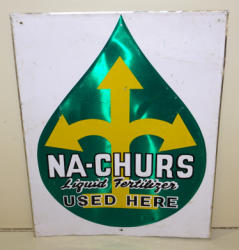 NA-CHURS
Liquid Fertilizer
USED HERE